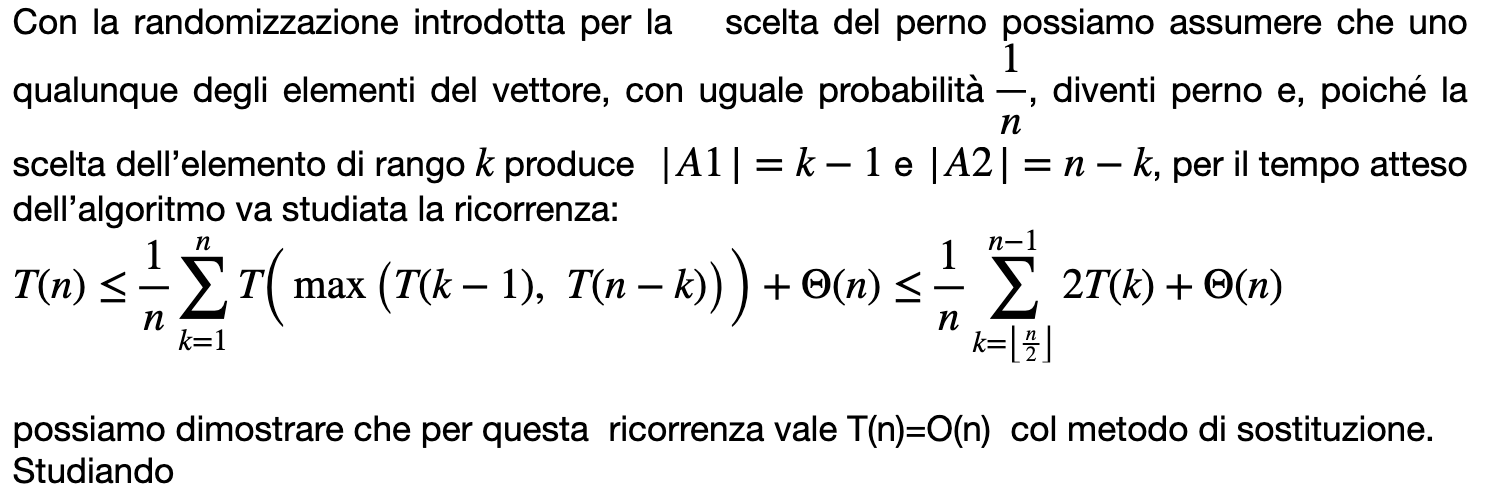 Con la randomizzazione introdotta per la scelta del perno possiamo assumere che uno
qualunque degli elementi del vettore, con uguale probabilità $\frac{1}{n}$, diventi perno e, poiché la
scelta dell'elemento di rango $k$ produce $|A1| = k - 1$ e $|A2| = n - k$, per il tempo atteso
dell'algoritmo va studiata la ricorrenza:
$T(n) \leq \frac{1}{n} \sum_{k=1}^{n} T\Big( \max \big( T(k-1),\ T(n-k) \big) \Big) + \Theta(n) \leq \frac{1}{n} \sum_{k=\lfloor \frac{n}{2} \rfloor}^{n-1} 2T(k) + \Theta(n)$
possiamo dimostrare che per questa ricorrenza vale T(n)=O(n) col metodo di sostituzione.
Studiando